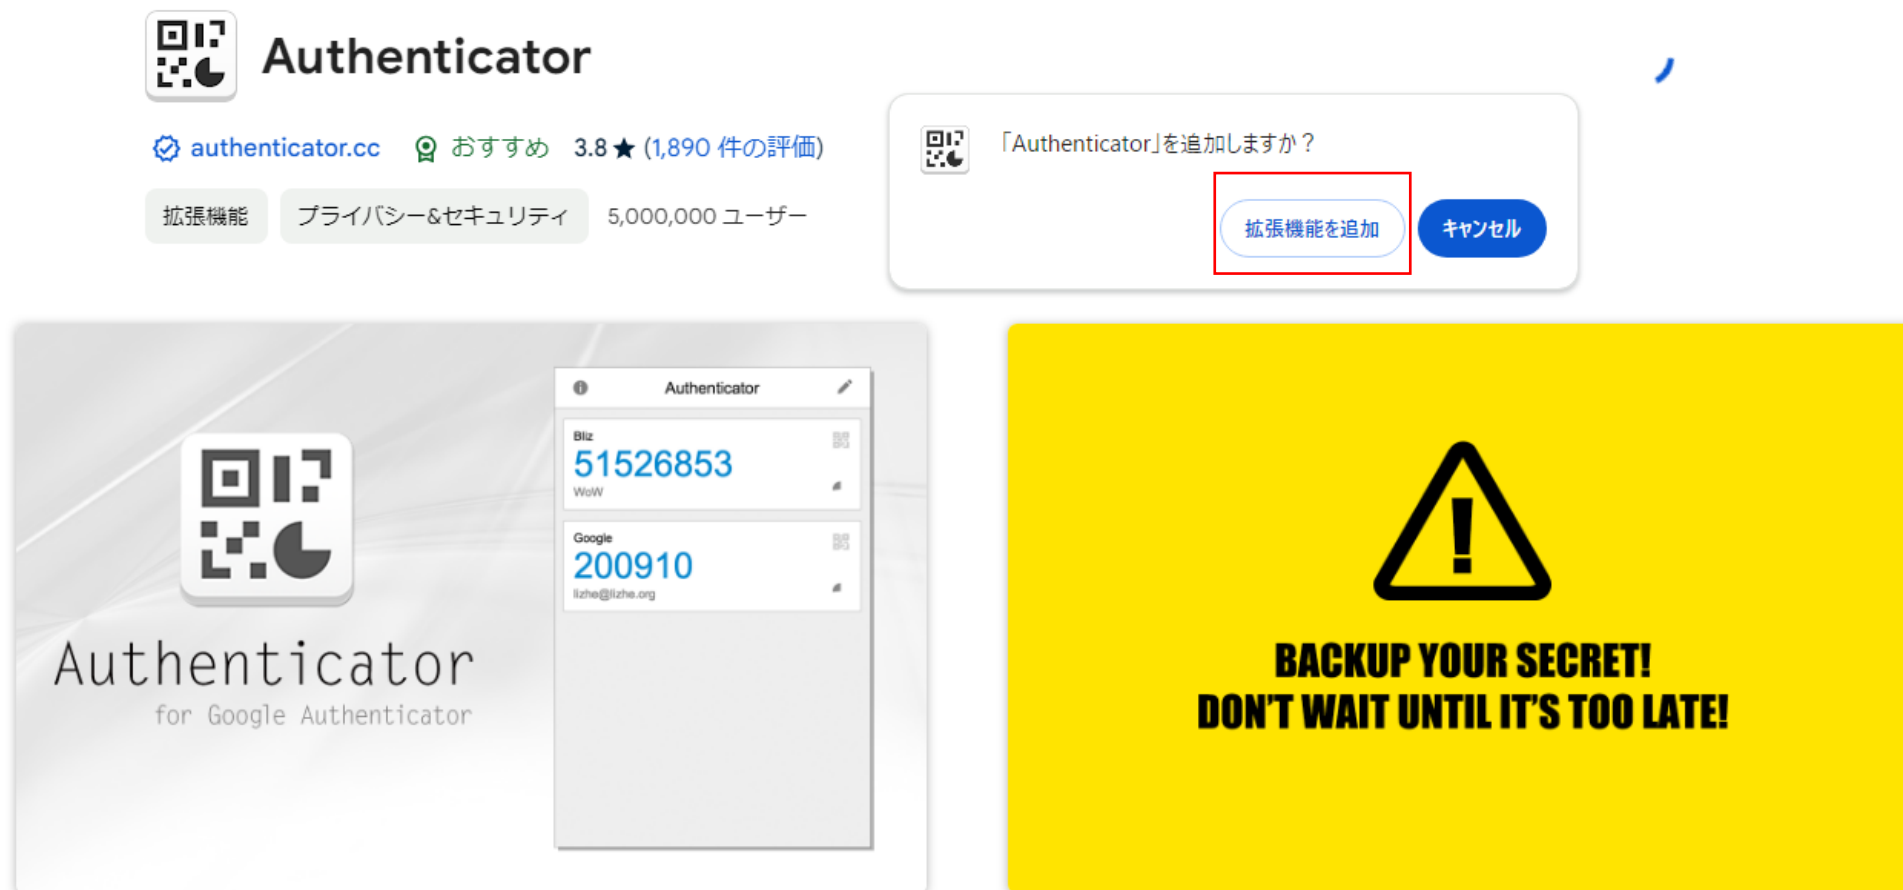 Authenticator
authenticator.cc おすすめ 3.8 ★ (1,890 件の評価)
拡張機能 プライバシー&セキュリティ 5,000,000 ユーザー
「Authenticator」を追加しますか？
拡張機能を追加 キャンセル
Authenticator
for Google Authenticator
Authenticator
Bliz
51526853
WoW
Google
200910
lizhe@lizhe.org
BACKUP YOUR SECRET!
DON'T WAIT UNTIL IT'S TOO LATE!